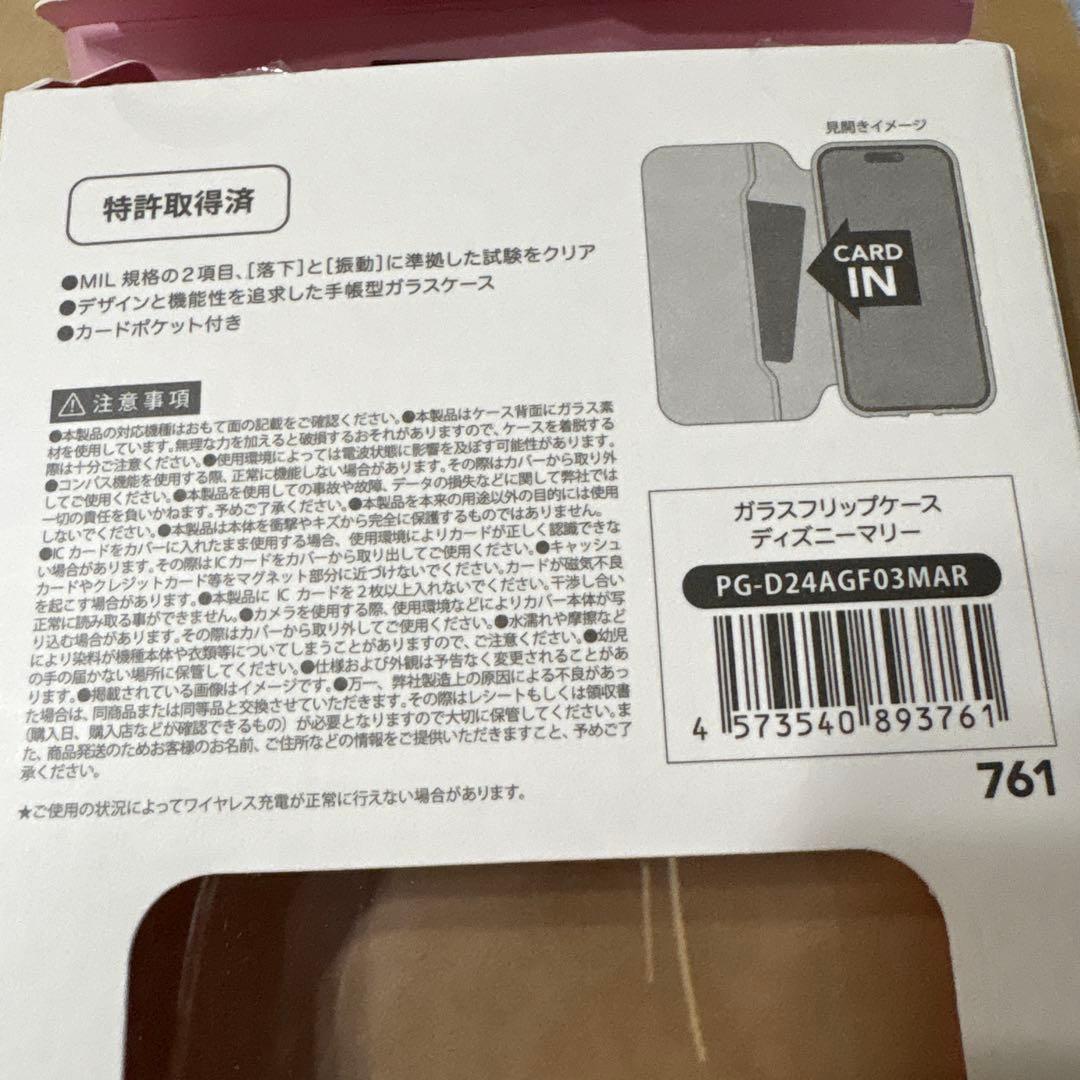 見開きイメージ
特許取得済
●MIL 規格の2項目、[落下]と[振動]に準拠した試験をクリア
●デザインと機能性を追求した手帳型ガラスケース
●カードポケット付き
CARD
IN
注意事項
●本製品の対応機種はおもて面の記載をご確認ください。●本製品はケース背面にガラス素
材を使用しています。無理な力を加えると破損するおそれがありますので、ケースを着脱する
際は十分ご注意ください。●使用環境によっては電波状態に影響を及ぼす可能性があります。
●コンパス機能を使用する際、正常に機能しない場合があります。その際はカバーから取り外
してご使用ください。●本製品を使用しての事故や故障、データの損失などに関して弊社では
一切の責任を負いかねます。予めご了承ください。●本製品を本来の用途以外の目的には使用
しないでください。●本製品は本体を衝撃やキズから完全に保護するものではありません。
●ICカードをカバーに入れたまま使用する場合、使用環境によりカードが正しく認識できな
い場合があります。その際はICカードをカバーから取り出してご使用ください。●キャッシュ
カードやクレジットカード等をマグネット部分に近づけないでください。カードが磁気不良
を起こす場合があります。●本製品に IC カードを2枚以上入れないでください。干渉し合い
正常に読み取る事ができません。●カメラを使用する際、使用環境などによりカバー本体が写
り込む場合があります。その際はカバーから取り外してご使用ください。●水濡れや摩擦など
により染料が機種本体や衣類等についてしまうことがありますので、ご注意ください。●幼児
の手の届かない場所に保管してください。●仕様および外観は予告なく変更されることがあ
ります。●掲載されている画像はイメージです。●万一、弊社製造上の原因による不良があっ
た場合は、同商品または同等品と交換させていただきます。その際はレシートもしくは領収書
(購入日、購入店などが確認できるもの)が必要となりますので大切に保管してください。ま
た、商品発送のためお客様のお名前、ご住所などの情報をご提供いただきますこと、予めご了
承ください。
★ご使用の状況によってワイヤレス充電が正常に行えない場合があります。
ガラスフリップケース
ディズニーマリー
PG-D24AGF03MAR
4 573540 893761
761